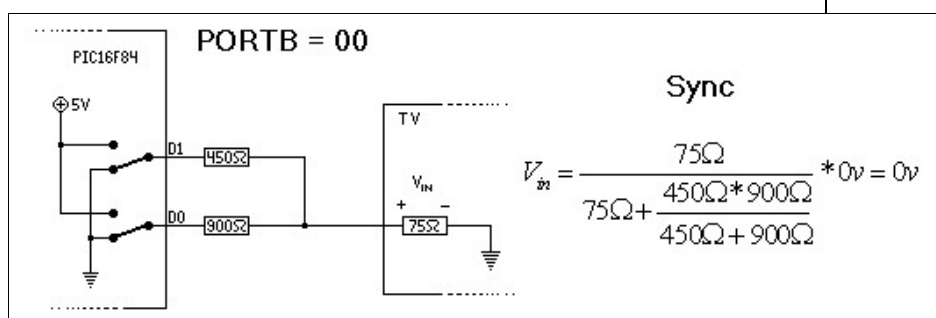 PORTB = 00
PIC16F84
5V
D1
450Ω
D0
900Ω
TV
VIN
+ −
75Ω
Sync
Vin = 75Ω / (75Ω + (450Ω*900Ω / 450Ω+900Ω)) *0v = 0v